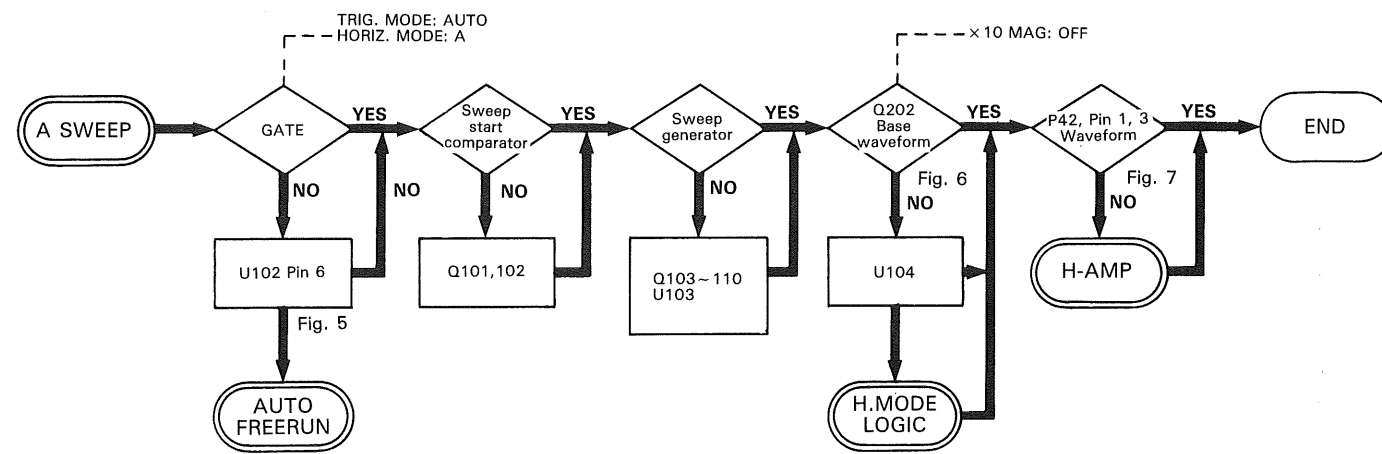 TRIG. MODE: AUTO
HORIZ. MODE: A
×10 MAG: OFF
A SWEEP
GATE
YES
Sweep
start
comparator
YES
Sweep
generator
YES
Q202
Base
waveform
YES
P42, Pin 1, 3
Waveform
YES
END
Fig. 6
Fig. 7
NO
NO
NO
NO
NO
NO
U102 Pin 6
Q101,102
Q103~110
U103
U104
H-AMP
Fig. 5
AUTO
FREERUN
H.MODE
LOGIC